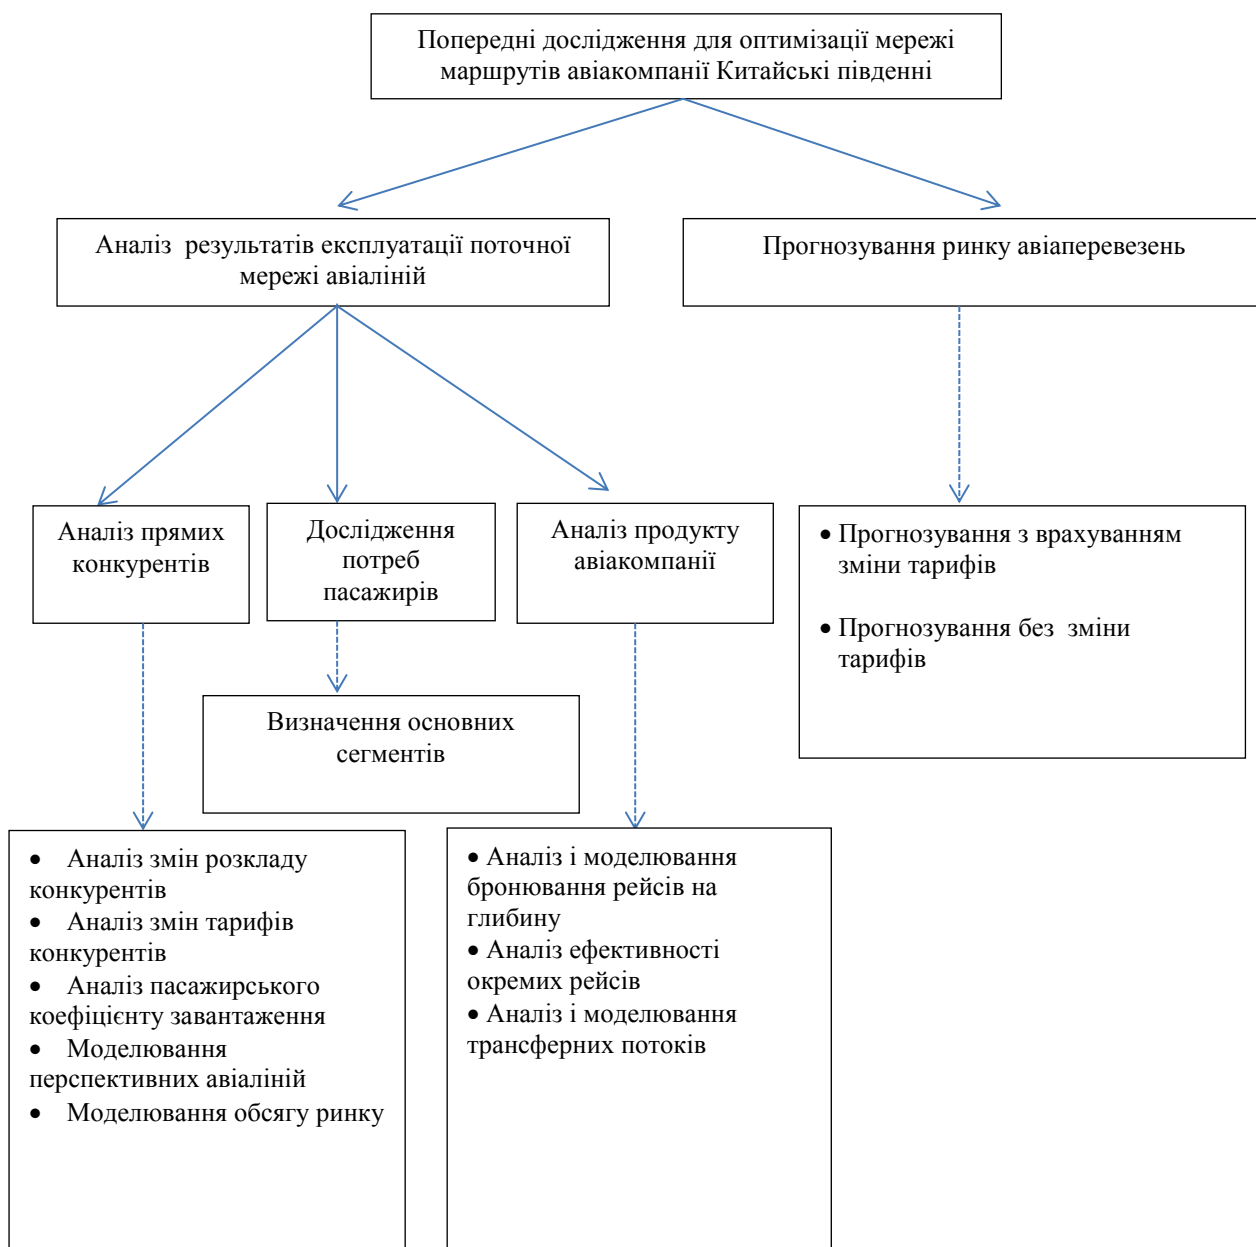 Попередні дослідження для оптимізації мережі
маршрутів авіакомпанії Китайські південні
Аналіз  результатів експлуатації поточної
мережі авіаліній
Прогнозування ринку авіаперевезень
Аналіз прямих
конкурентів
Дослідження
потреб
пасажирів
Аналіз продукту
авіакомпанії
• Прогнозування з врахуванням
зміни тарифів
• Прогнозування без  зміни
тарифів
Визначення основних
сегментів
• Аналіз змін розкладу
конкурентів
• Аналіз змін тарифів
конкурентів
• Аналіз пасажирського
коефіцієнту завантаження
• Моделювання
перспективних авіаліній
• Моделювання обсягу ринку
• Аналіз і моделювання
бронювання рейсів на
глибину
• Аналіз ефективності
окремих рейсів
• Аналіз і моделювання
трансферних потоків